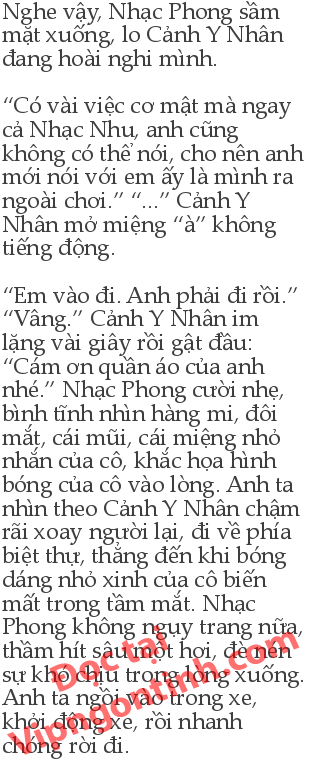 Nghe vậy, Nhạc Phong sầm
mặt xuống, lo Cảnh Y Nhân
đang hoài nghi mình.
“Có vài việc cơ mật mà ngay
cả Nhạc Nhu, anh cũng
không có thể nói, cho nên anh
mới nói với em ấy là mình ra
ngoài chơi.” “...” Cảnh Y
Nhân mở miệng “à” không
tiếng động.
“Em vào đi. Anh phải đi rồi.”
“Vâng.” Cảnh Y Nhân im
lặng vài giây rồi gật đầu:
“Cám ơn quần áo của anh
nhé.” Nhạc Phong cười nhẹ,
bình tĩnh nhìn hàng mi, đôi
mắt, cái mũi, cái miệng nhỏ
nhắn của cô, khắc họa hình
bóng của cô vào lòng. Anh ta
nhìn theo Cảnh Y Nhân chậm
rãi xoay người lại, đi về phía
biệt thự, thẳng đến khi bóng
dáng nhỏ xinh của cô biến
mất trong tầm mắt. Nhạc
Phong không ngụy trang nữa,
thầm hít sâu một hơi, đè nén
sự khó chịu trong lòng xuống.
Anh ta ngồi vào trong xe,
khởi động xe, rồi nhanh
chóng rời đi.
Đọc tại
Vipngontinh.com